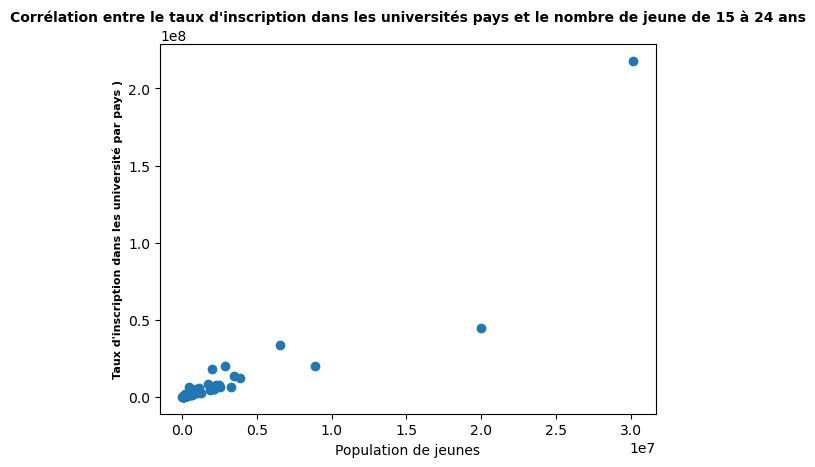 Corrélation entre le taux d'inscription dans les universités pays et le nombre de jeune de 15 à 24 ans
1e8
Taux d'inscription dans les université par pays )
2.0
1.5
1.0
0.5
0.0
0.0 0.5 1.0 1.5 2.0 2.5 3.0
1e7
Population de jeunes